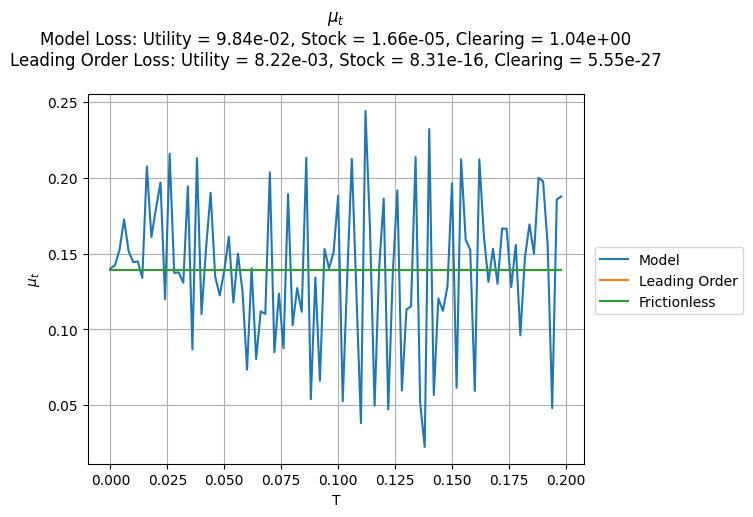 μt
Model Loss: Utility = 9.84e-02, Stock = 1.66e-05, Clearing = 1.04e+00
Leading Order Loss: Utility = 8.22e-03, Stock = 8.31e-16, Clearing = 5.55e-27
0.25
0.20
0.15
0.10
0.05
μt
0.000 0.025 0.050 0.075 0.100 0.125 0.150 0.175 0.200
T
Model
Leading Order
Frictionless